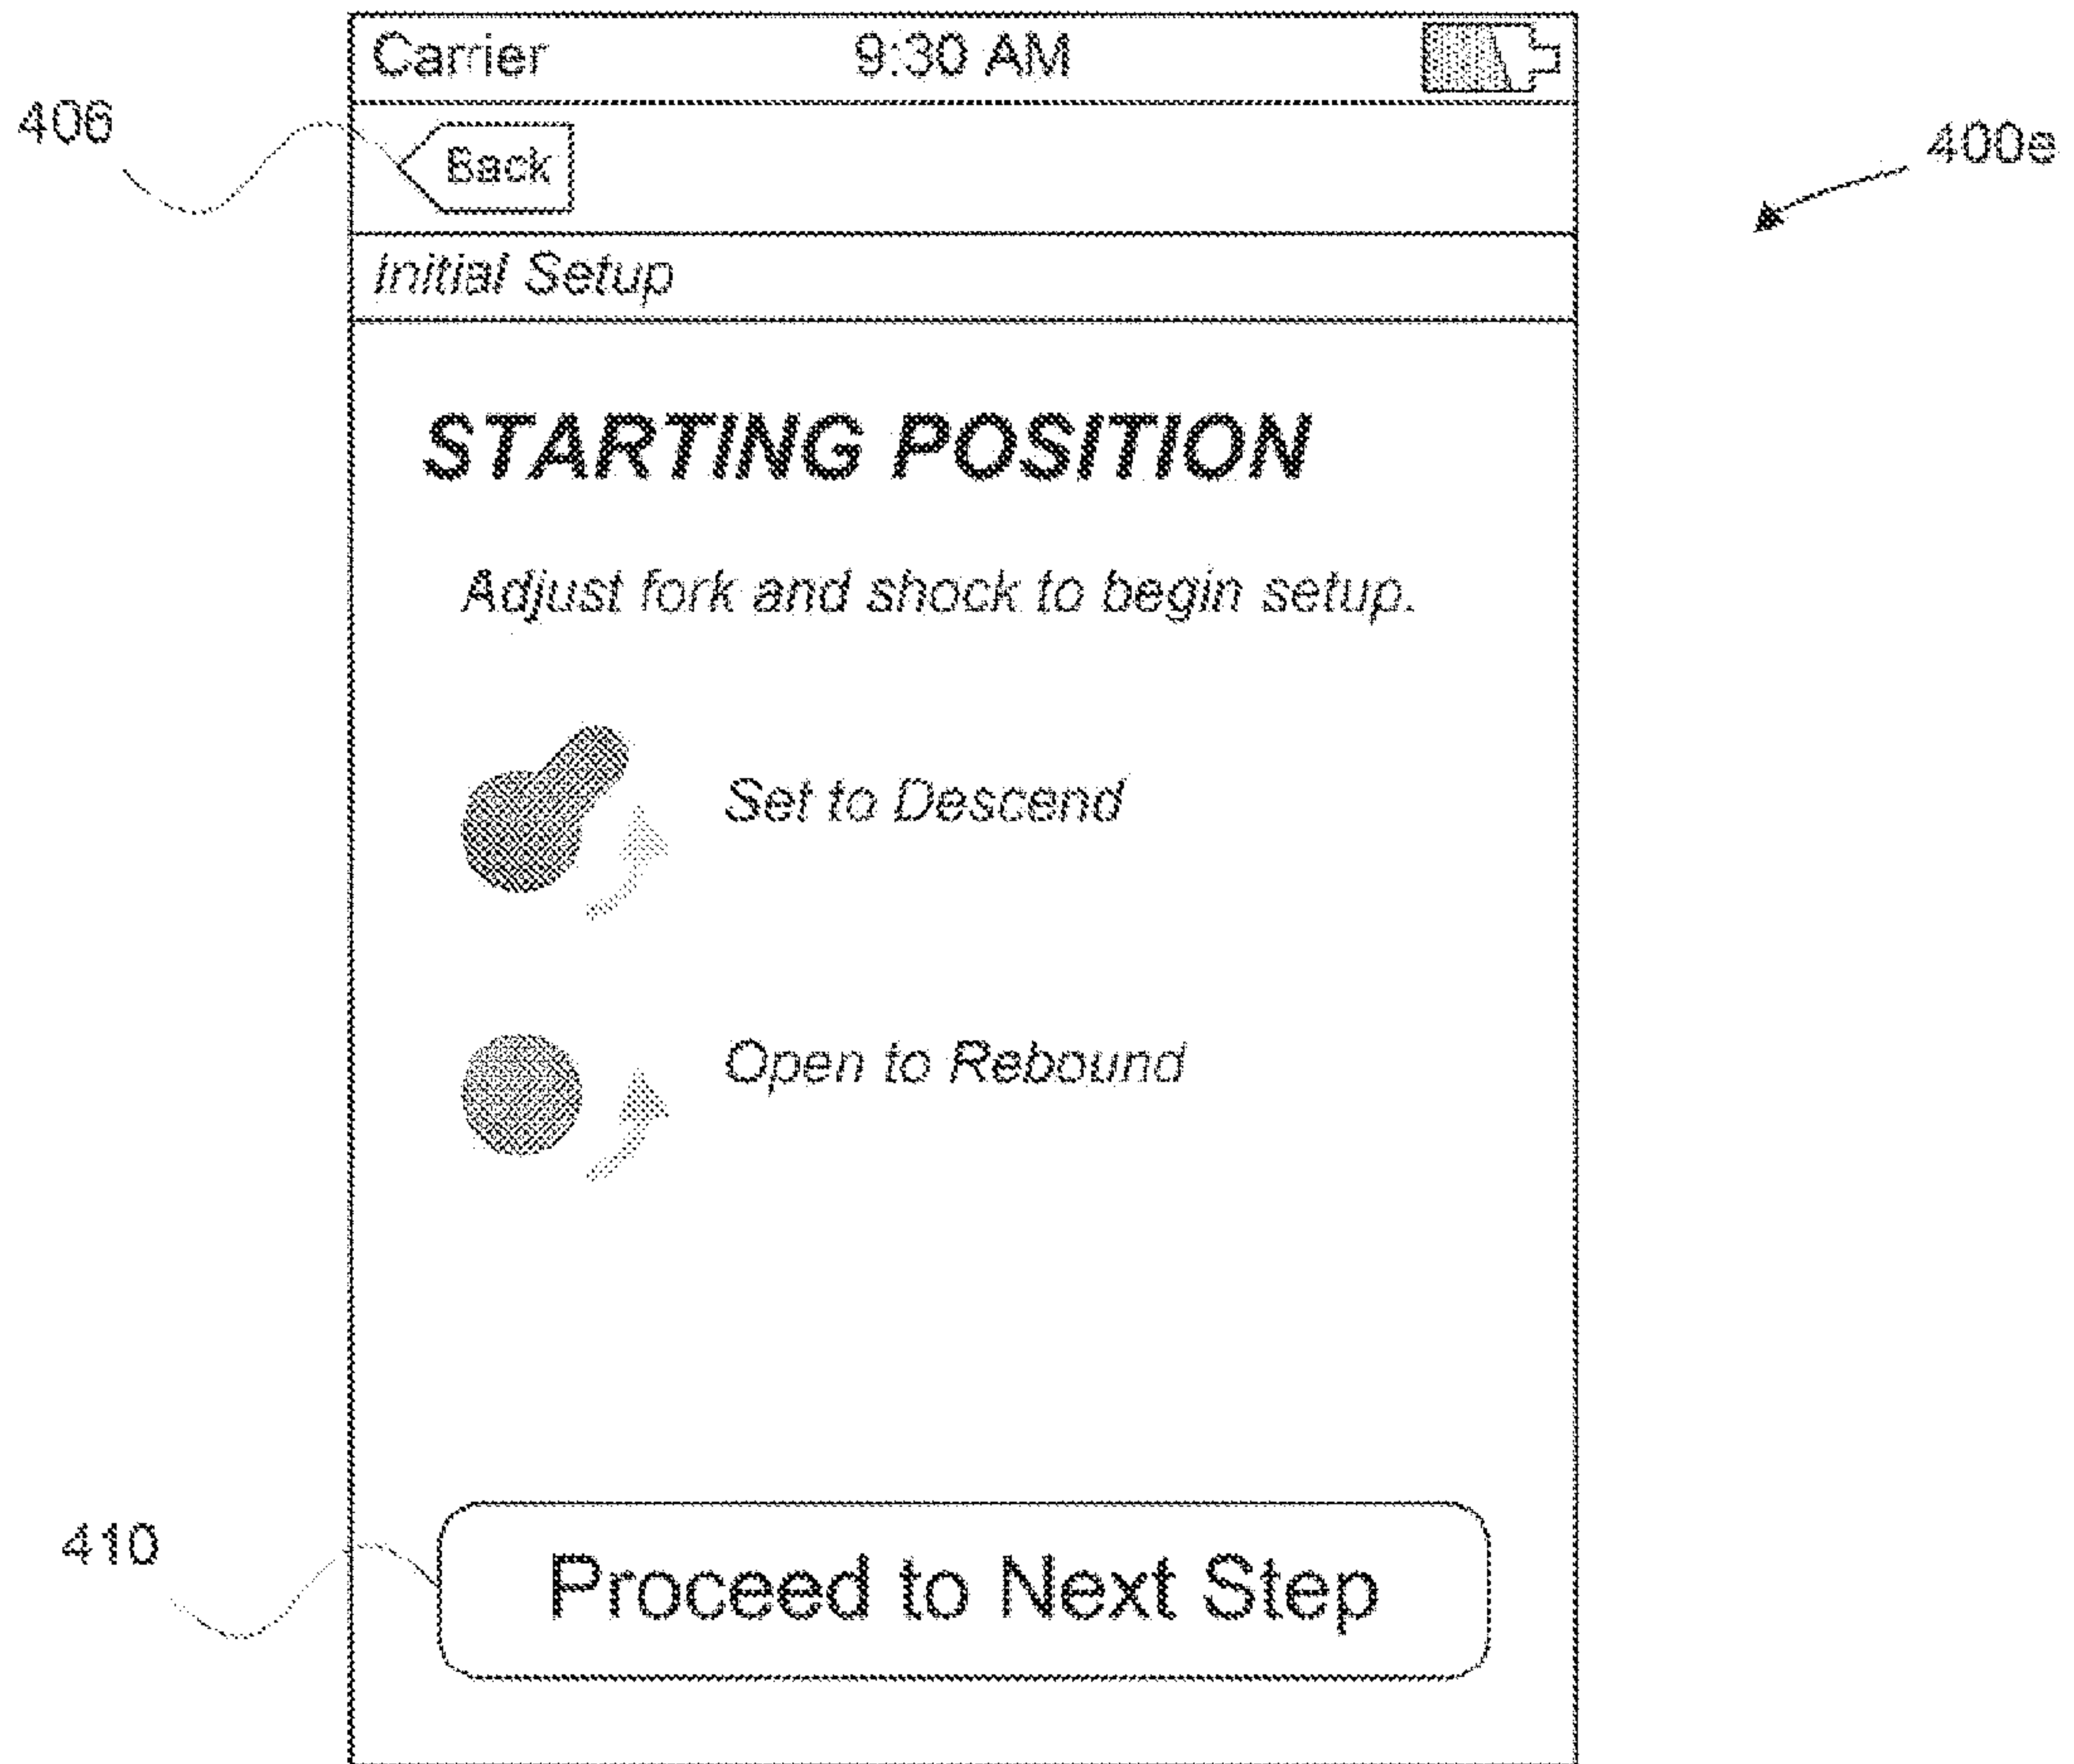 Carrier 9:30 AM
406
Back
400e
Initial Setup
STARTING POSITION
Adjust fork and shock to begin setup.
Set to Descend
Open to Rebound
410
Proceed to Next Step